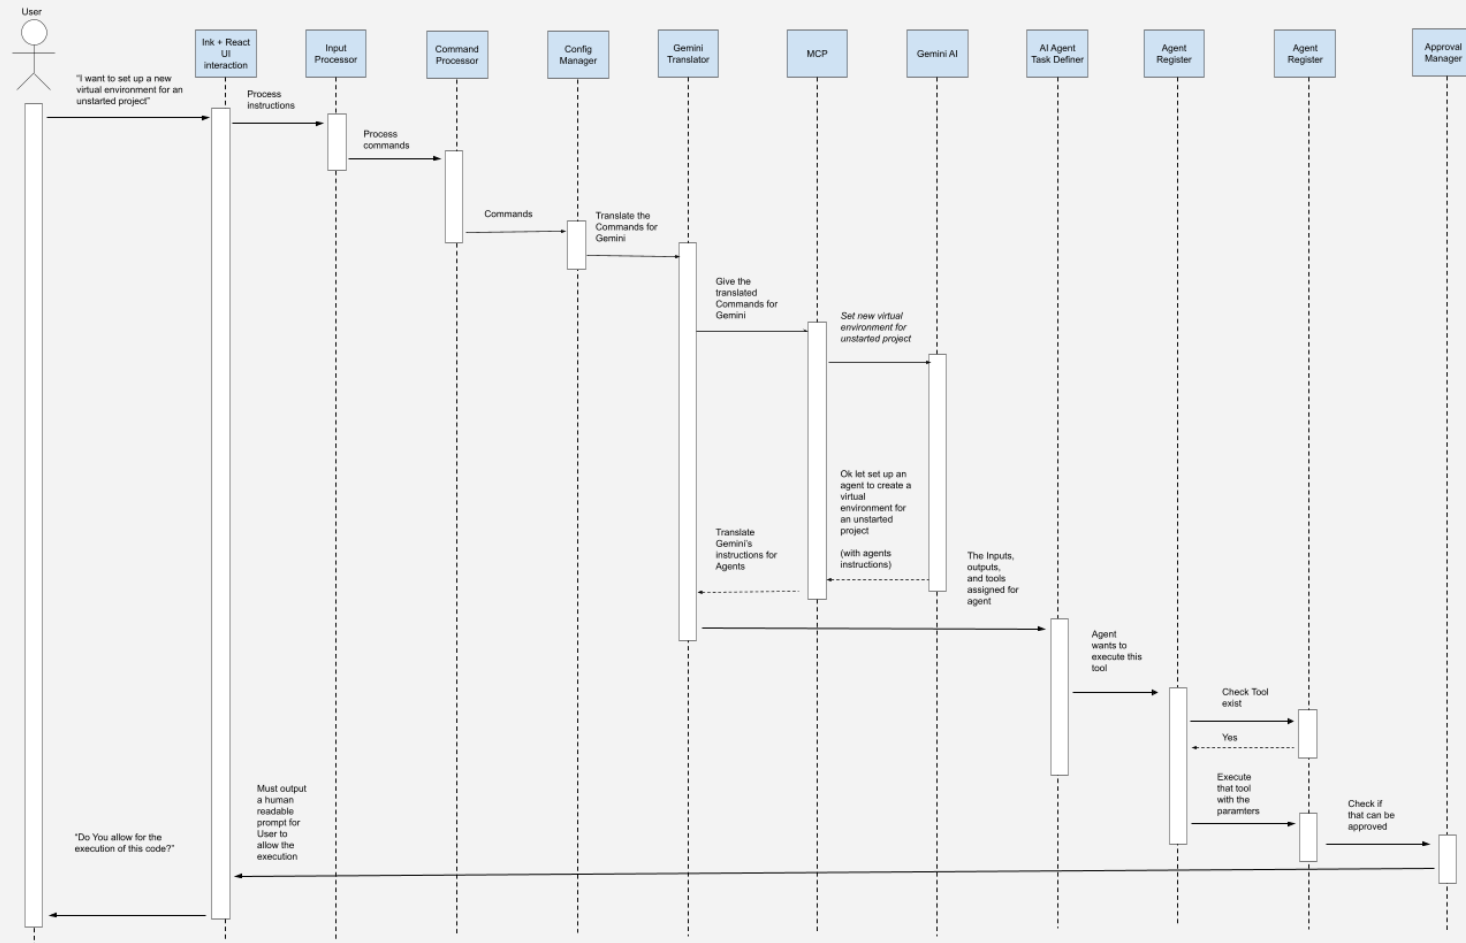 User
Ink + React
UI
interaction
Input
Processor
Command
Processor
Config
Manager
Gemini
Translator
MCP
Gemini AI
AI Agent
Task Definer
Agent
Register
Agent
Register
Approval
Manager
“I want to set up a new
virtual environment for an
unstarted project”
Process
instructions
Process
commands
Commands
Translate the
Commands for
Gemini
Give the
translated
Commands for
Gemini
Set new virtual
environment for
unstarted project
Ok let set up an
agent to create a
virtual
environment for
an unstarted
project
(with agents
instructions)
Translate
Gemini's
instructions for
Agents
The Inputs,
outputs,
and tools
assigned for
agent
Agent
wants to
execute this
tool
Check Tool
exist
Yes
Execute
that tool
with the
paramters
Check if
that can be
approved
Must output
a human
readable
prompt for
User to
allow the
execution
“Do You allow for the
execution of this code?”